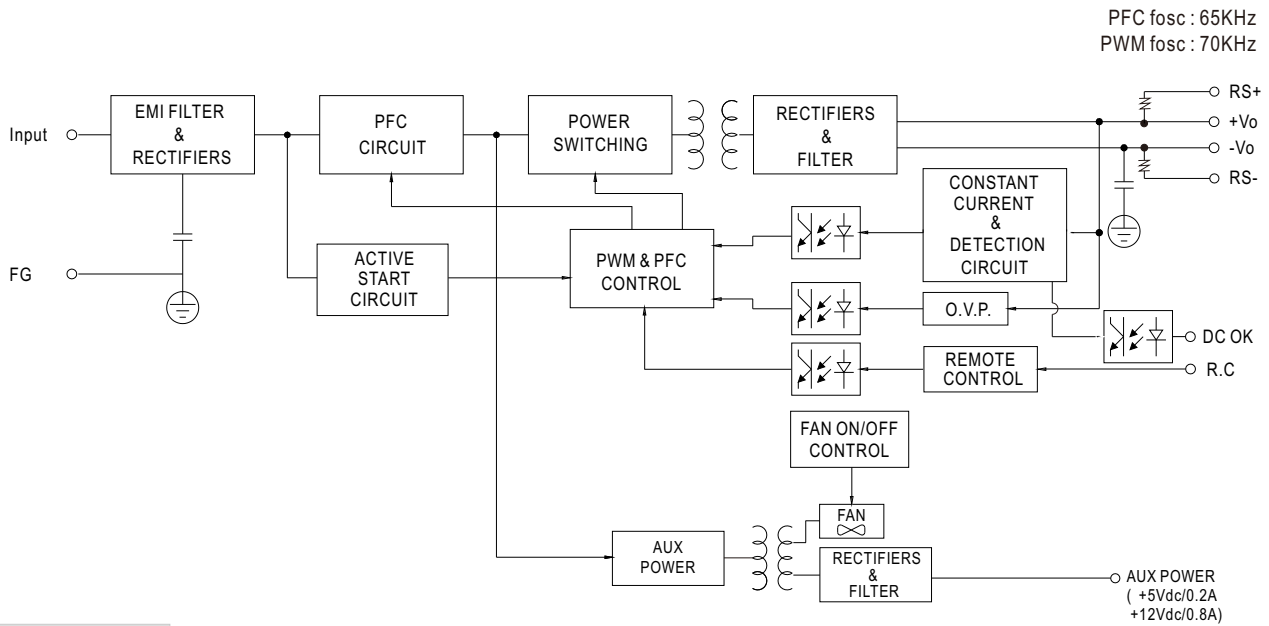 PFC fosc : 65KHz
PWM fosc : 70KHz
Input
EMI FILTER
&
RECTIFIERS
PFC
CIRCUIT
POWER
SWITCHING
RECTIFIERS
&
FILTER
RS+
+Vo
-Vo
RS-
FG
ACTIVE
START
CIRCUIT
PWM & PFC
CONTROL
CONSTANT
CURRENT
&
DETECTION
CIRCUIT
O.V.P.
DC OK
REMOTE
CONTROL
R.C
FAN ON/OFF
CONTROL
FAN
AUX
POWER
RECTIFIERS
&
FILTER
AUX POWER
( +5Vdc/0.2A
+12Vdc/0.8A)